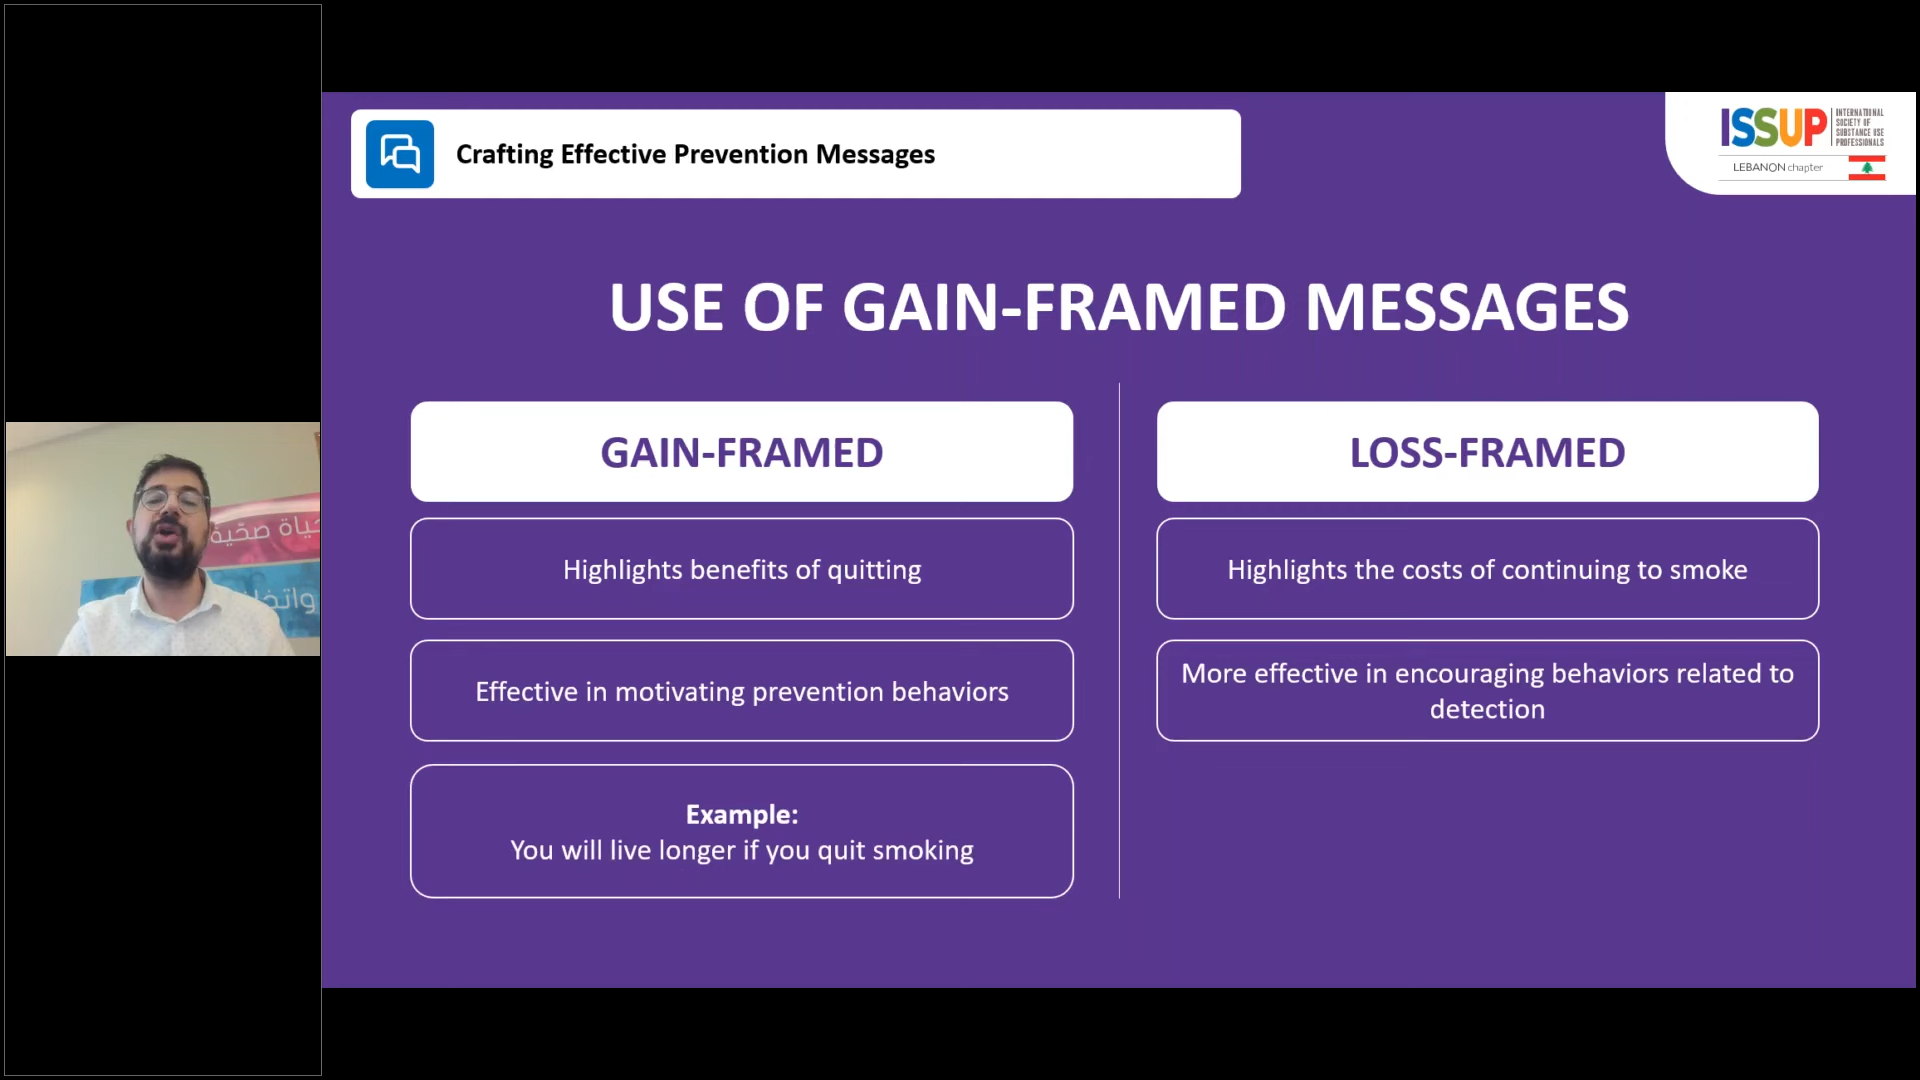 Crafting Effective Prevention Messages
ISSUP
INTERNATIONAL
SOCIETY OF
SUBSTANCE USE
PROFESSIONALS
LEBANON chapter
USE OF GAIN-FRAMED MESSAGES
GAIN-FRAMED
Highlights benefits of quitting
Effective in motivating prevention behaviors
Example:
You will live longer if you quit smoking
LOSS-FRAMED
Highlights the costs of continuing to smoke
More effective in encouraging behaviors related to
detection
صحّية